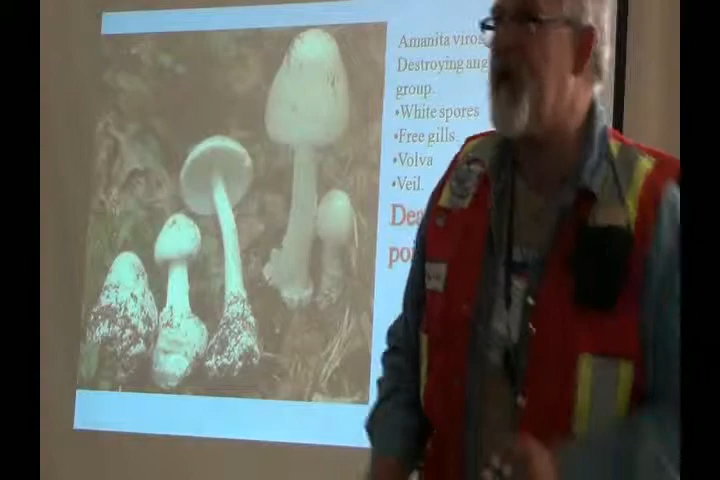 Amanita viros
Destroying ang
group.
•White spores
•Free gills.
•Volva
•Veil.
Dea
poi